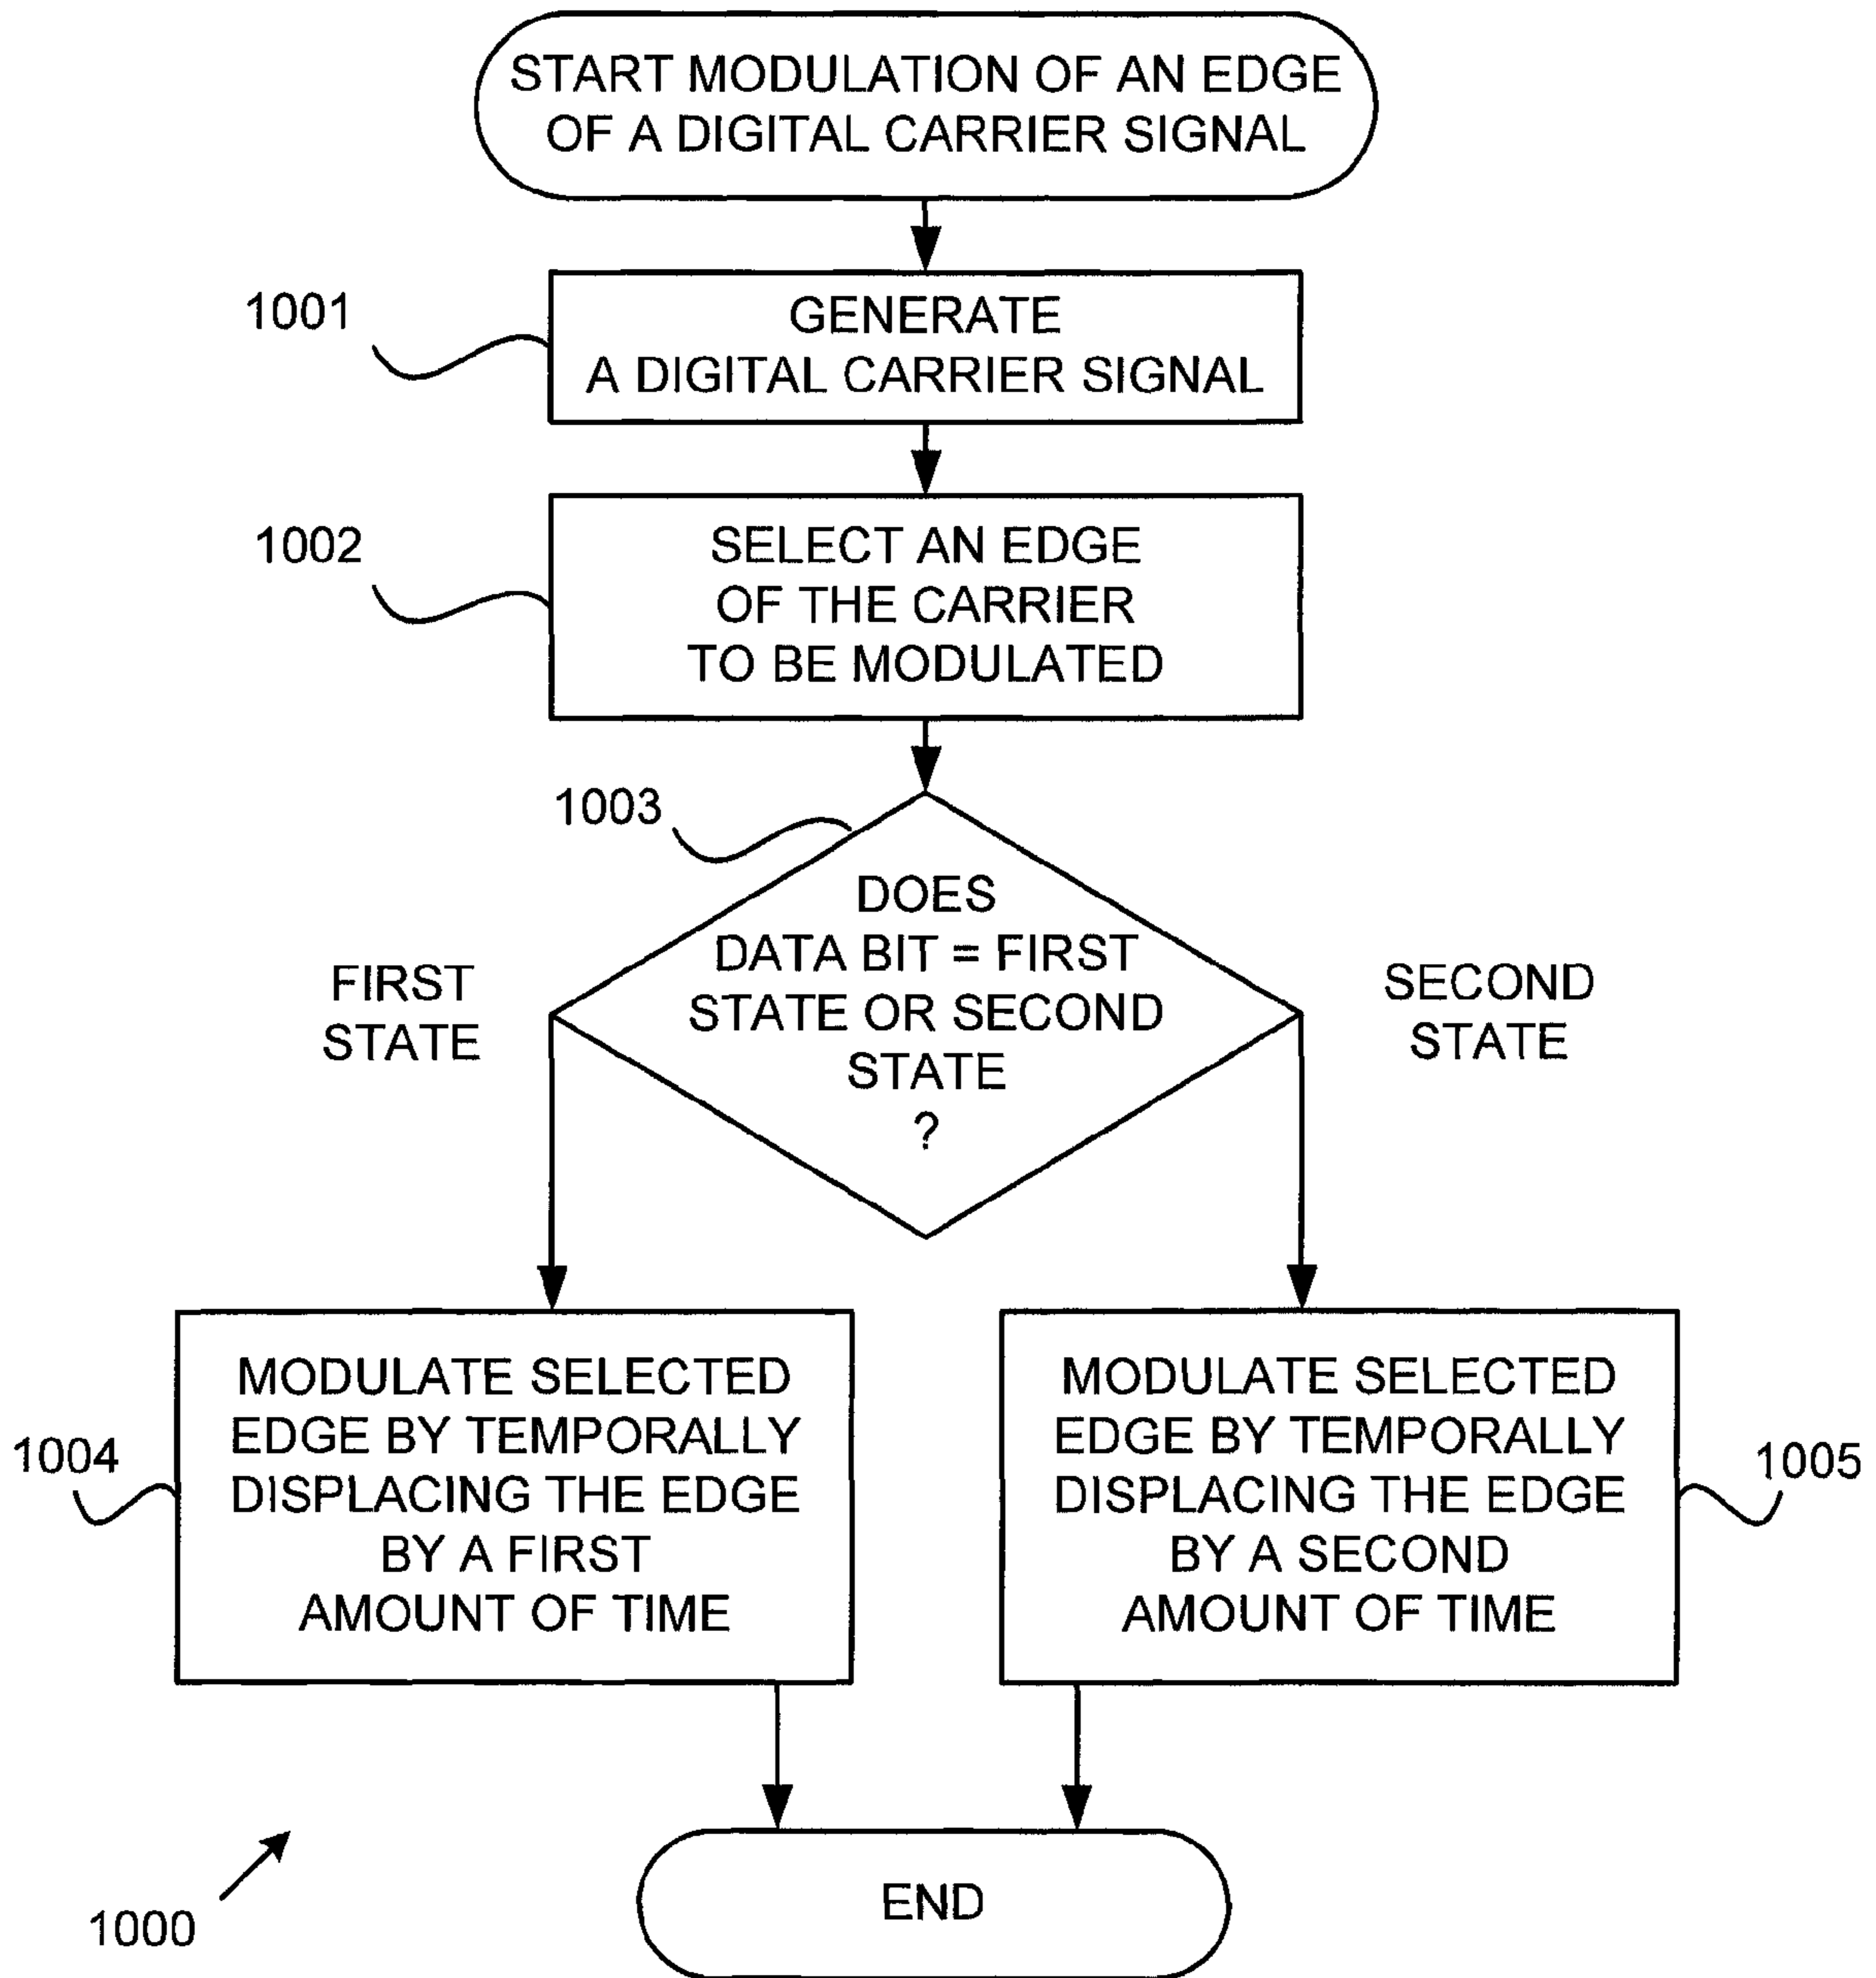 START MODULATION OF AN EDGE
OF A DIGITAL CARRIER SIGNAL
1001
GENERATE
A DIGITAL CARRIER SIGNAL
1002
SELECT AN EDGE
OF THE CARRIER
TO BE MODULATED
1003
DOES
DATA BIT = FIRST
STATE OR SECOND
STATE
?
FIRST
STATE
SECOND
STATE
1004
MODULATE SELECTED
EDGE BY TEMPORALLY
DISPLACING THE EDGE
BY A FIRST
AMOUNT OF TIME
MODULATE SELECTED
EDGE BY TEMPORALLY
DISPLACING THE EDGE
BY A SECOND
AMOUNT OF TIME
1005
1000
END